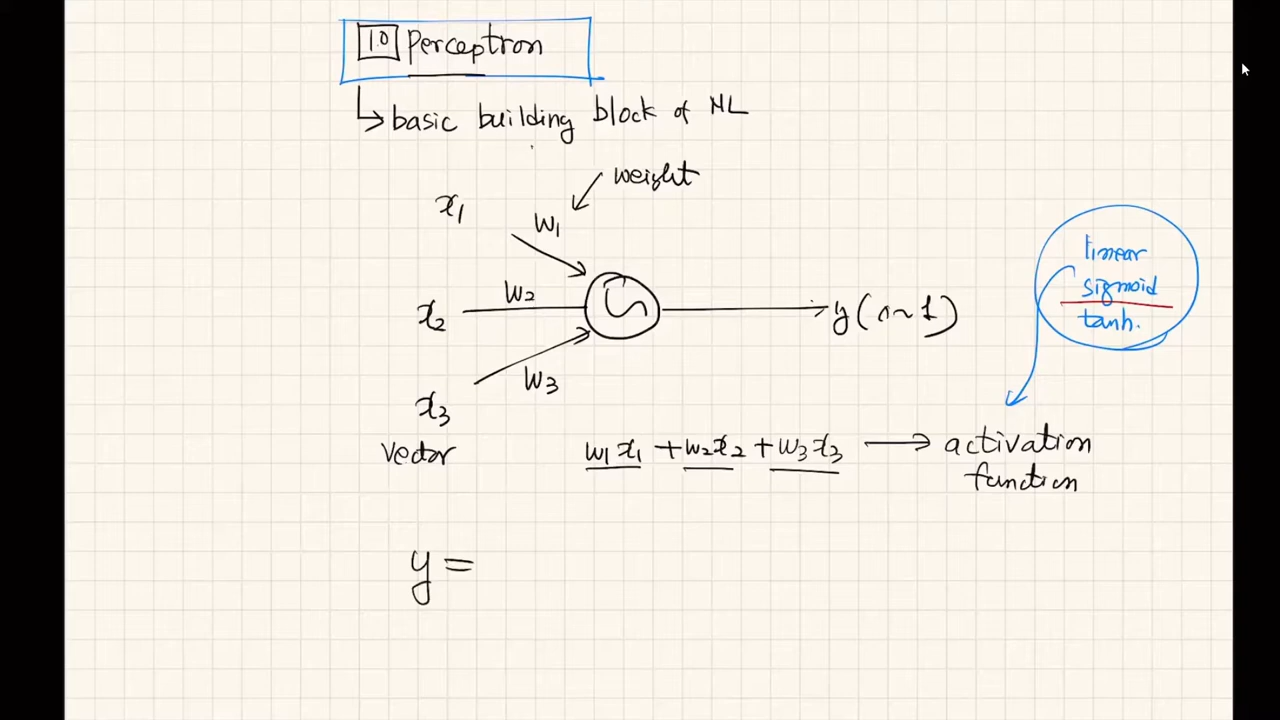 10 Perceptron
basic building block of NL
weight
x₁
w₁
w₂
x₂
y(0~1)
w₃
x₃
vector
w₁x₁ + w₂x₂ + w₃x₃ → activation
function
linear
sigmoid
tanh.
y =